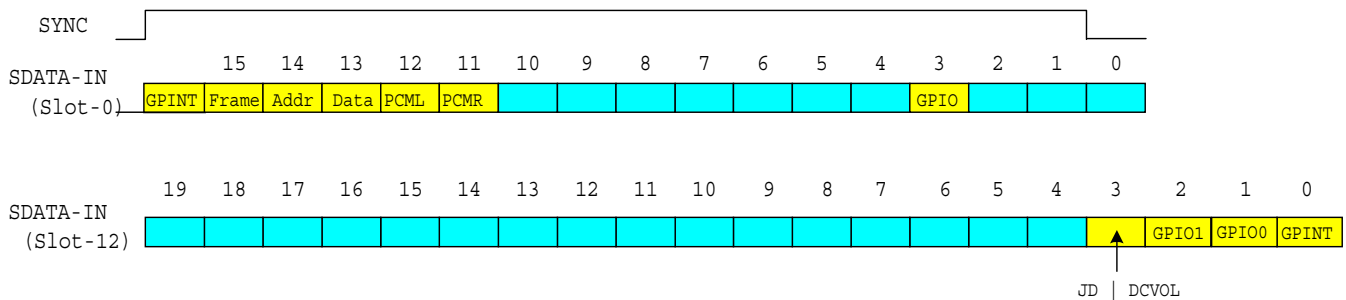 SYNC
15 14 13 12 11 10 9 8 7 6 5 4 3 2 1 0
SDATA-IN
(Slot-0)
GPINT Frame Addr Data PCML PCMR GPIO
19 18 17 16 15 14 13 12 11 10 9 8 7 6 5 4 3 2 1 0
SDATA-IN
(Slot-12)
GPIO1 GPIO0 GPINT
JD | DCVOL